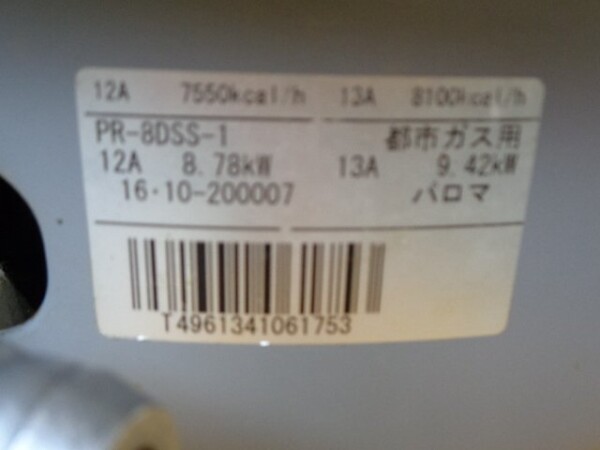 12A 7550kcal/h 13A 8100kcal/h
PR-8DSS-1 都市ガス用
12A 8.78kW 13A 9.42kW
16・10-200007 パロマ
T4961341061753